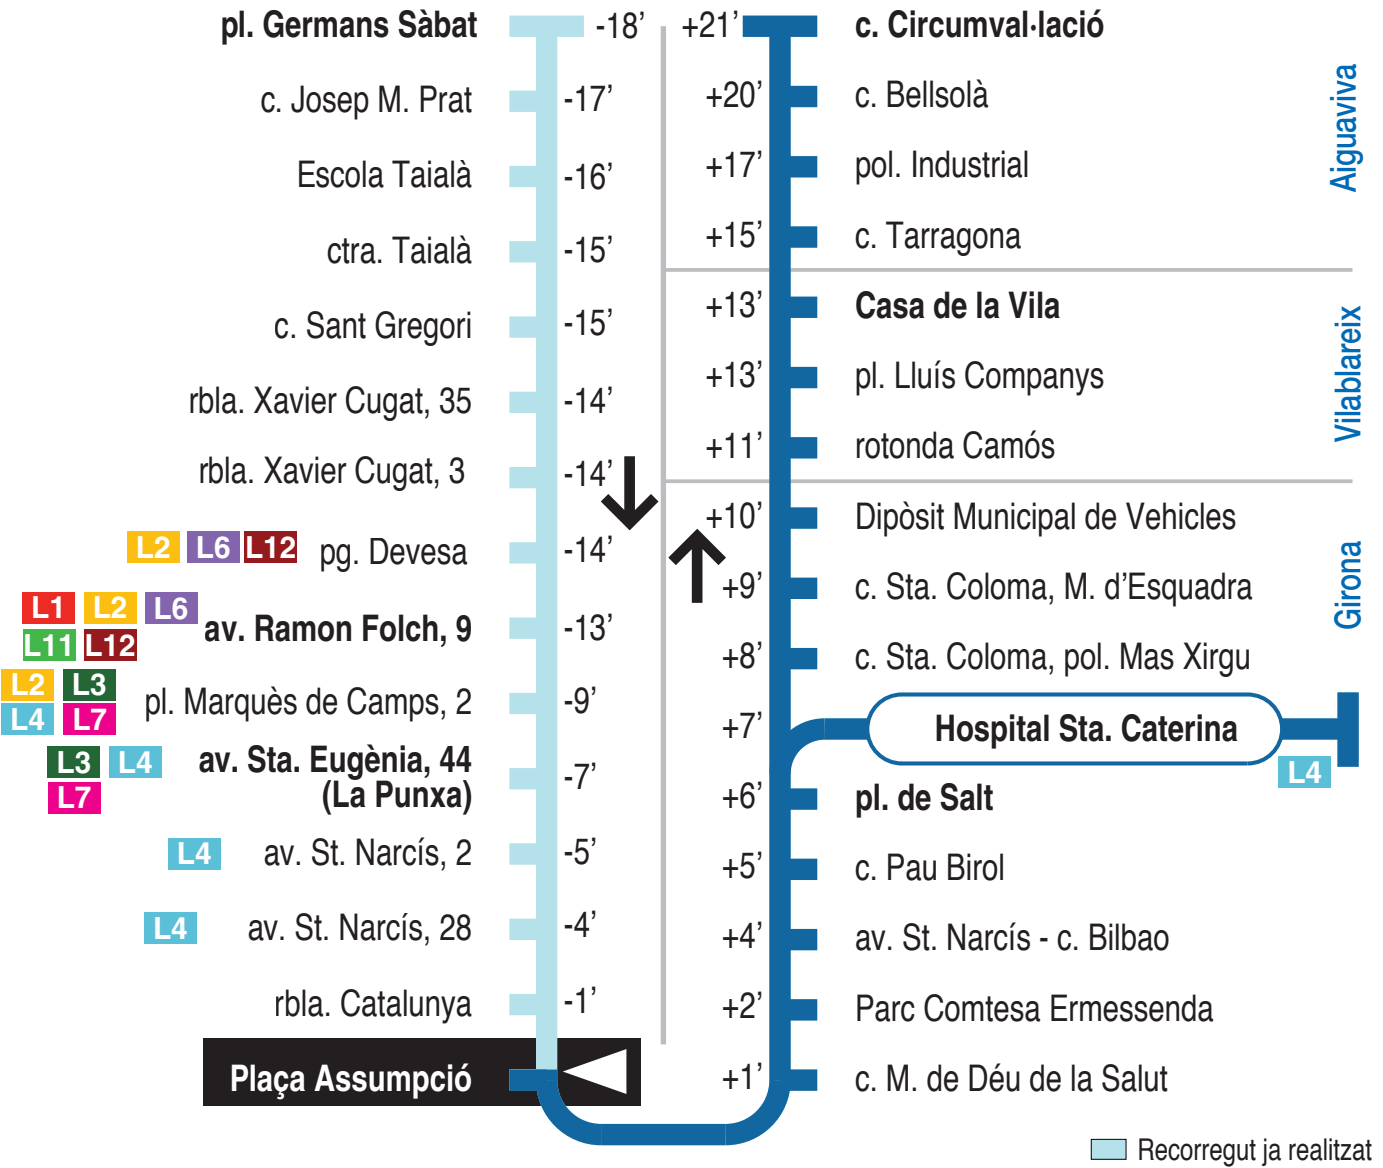 pl. Germans Sàbat -18’
c. Josep M. Prat -17’
Escola Taialà -16’
ctra. Taialà -15’
c. Sant Gregori -15’
rbla. Xavier Cugat, 35 -14’
rbla. Xavier Cugat, 3 -14’
L2 L6 L12 pg. Devesa -14’
L1 L2 L6
L11 L12
av. Ramon Folch, 9 -13’
L2 L3
L4 L7
pl. Marquès de Camps, 2 -9’
L3 L4
L7
av. Sta. Eugènia, 44
(La Punxa) -7’
L4 av. St. Narcís, 2 -5’
L4 av. St. Narcís, 28 -4’
rbla. Catalunya -1’
Plaça Assumpció
+21’ c. Circumval·lació
+20’ c. Bellsolà
+17’ pol. Industrial
+15’ c. Tarragona
Aiguaviva
+13’ Casa de la Vila
+13’ pl. Lluís Companys
+11’ rotonda Camós
Vilablareix
+10’ Dipòsit Municipal de Vehicles
+9’ c. Sta. Coloma, M. d’Esquadra
+8’ c. Sta. Coloma, pol. Mas Xirgu
Girona
+7’ Hospital Sta. Caterina
L4
+6’ pl. de Salt
+5’ c. Pau Birol
+4’ av. St. Narcís - c. Bilbao
+2’ Parc Comtesa Ermessenda
+1’ c. M. de Déu de la Salut
Recorregut ja realitzat